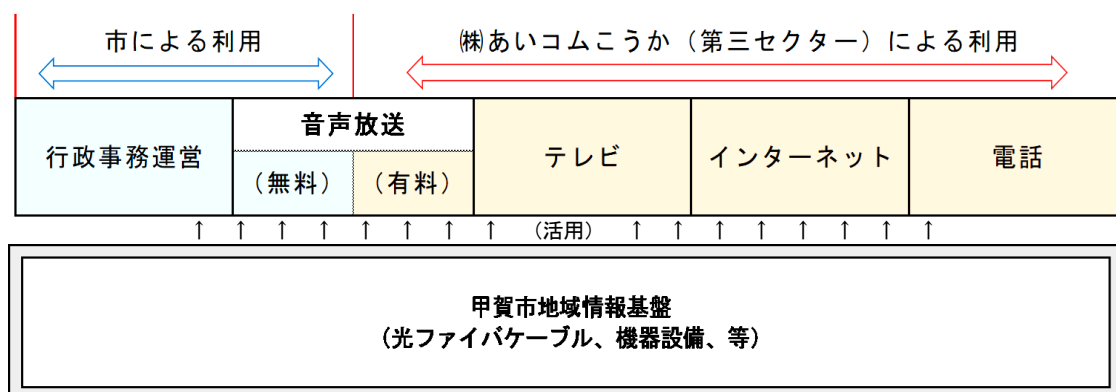 市による利用
㈱あいコムこうか（第三セクター）による利用
行政事務運営
音声放送
（無料）
（有料）
テレビ
インターネット
電話
↑ ↑ ↑ ↑ ↑ ↑ ↑ ↑ （活用） ↑ ↑ ↑ ↑ ↑ ↑ ↑ ↑
甲賀市地域情報基盤
（光ファイバケーブル、機器設備、等）